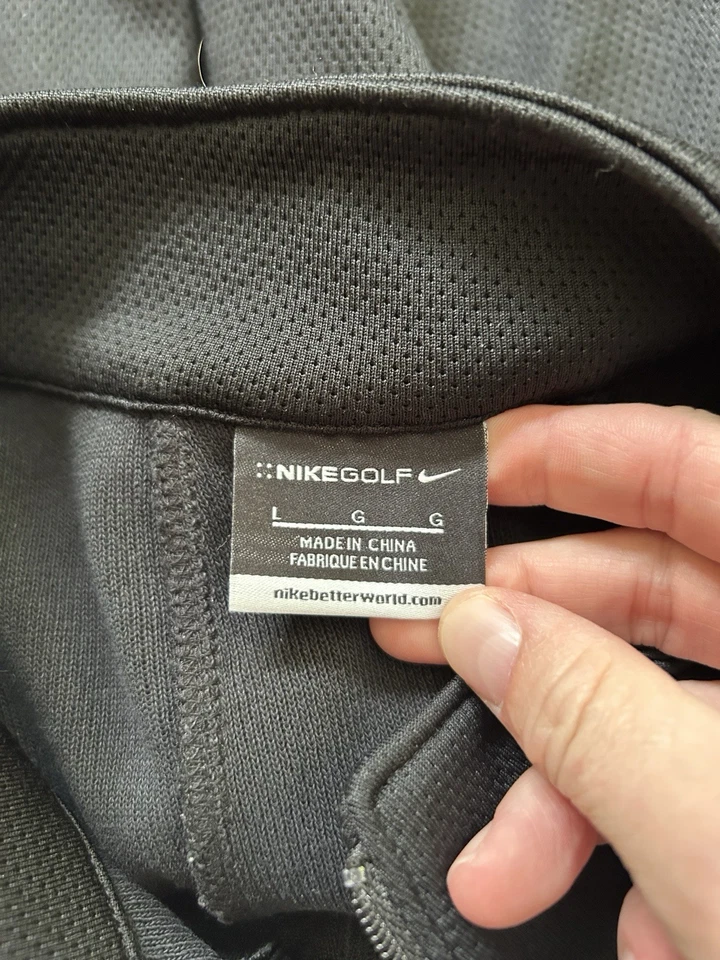 NIKEGOLF
L G G
MADE IN CHINA
FABRIQUE EN CHINE
nikebetterworld.com